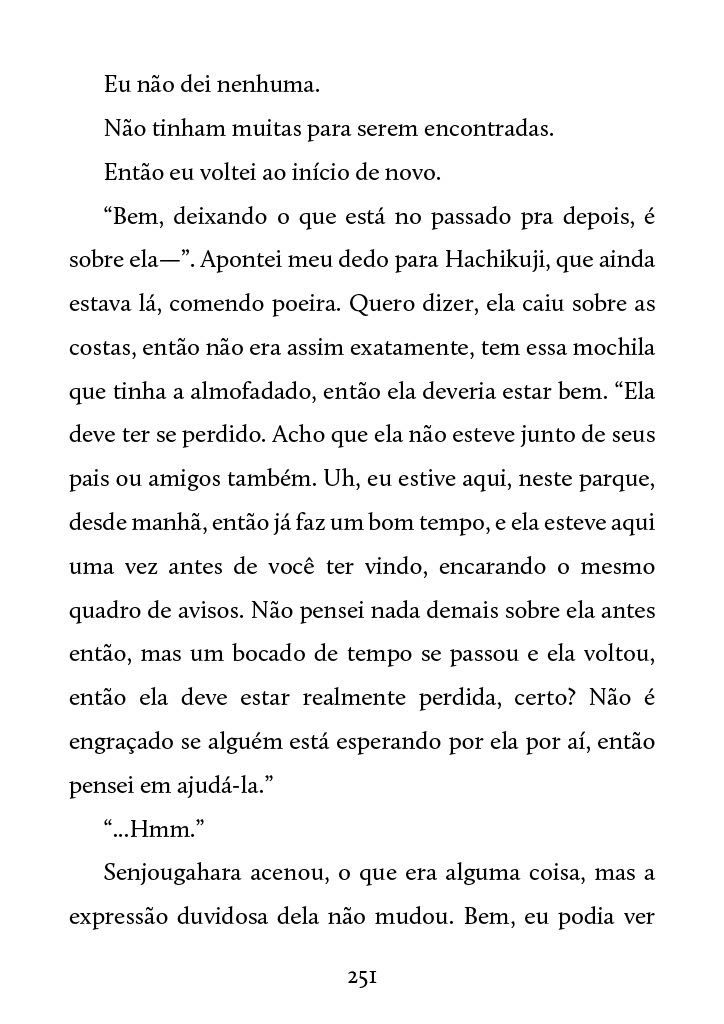 Eu não dei nenhuma.
Não tinham muitas para serem encontradas.
Então eu voltei ao início de novo.
“Bem, deixando o que está no passado pra depois, é
sobre ela—”. Apontei meu dedo para Hachikuji, que ainda
estava lá, comendo poeira. Quero dizer, ela caiu sobre as
costas, então não era assim exatamente, tem essa mochila
que tinha a almofadado, então ela deveria estar bem. “Ela
deve ter se perdido. Acho que ela não esteve junto de seus
pais ou amigos também. Uh, eu estive aqui, neste parque,
desde manhã, então já faz um bom tempo, e ela esteve aqui
uma vez antes de você ter vindo, encarando o mesmo
quadro de avisos. Não pensei nada demais sobre ela antes
então, mas um bocado de tempo se passou e ela voltou,
então ela deve estar realmente perdida, certo? Não é
engraçado se alguém está esperando por ela por aí, então
pensei em ajudá-la.”
“...Hmm.”
Senjougahara acenou, o que era alguma coisa, mas a
expressão duvidosa dela não mudou. Bem, eu podia ver
251